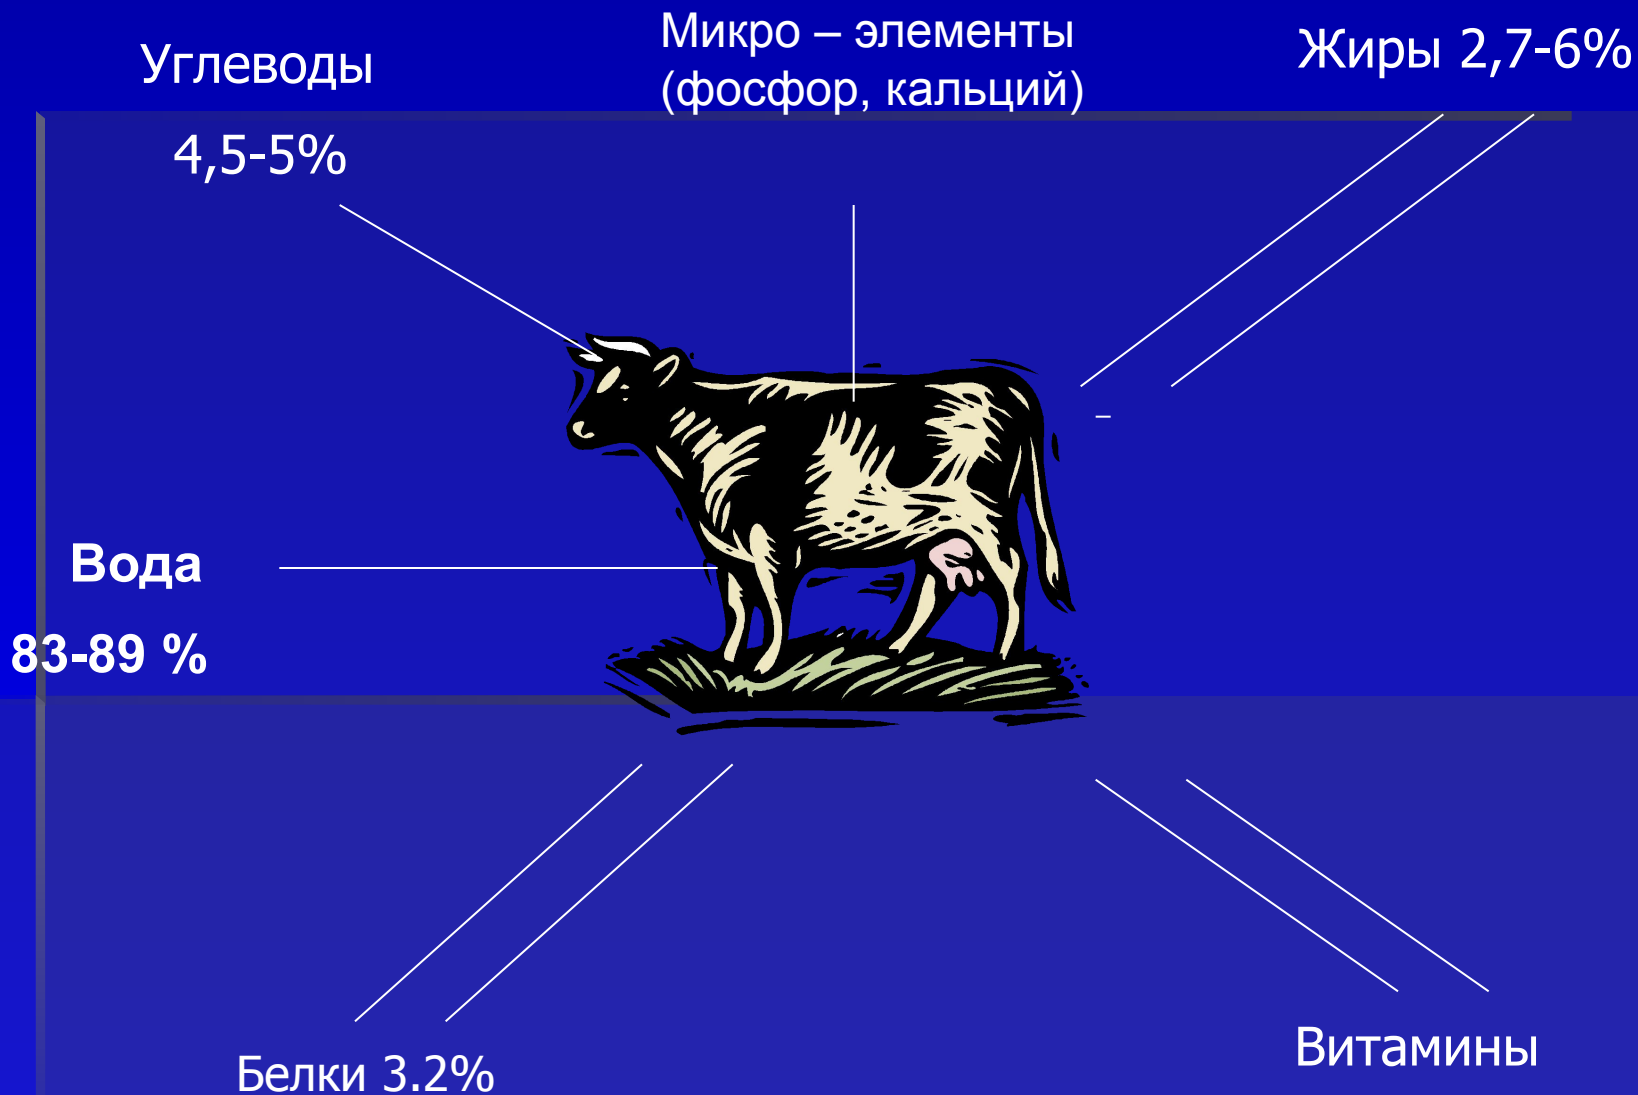 Углеводы
4,5-5%
Микро – элементы
(фосфор, кальций)
Жиры 2,7-6%
–
Вода
83-89 %
Белки 3.2%
Витамины